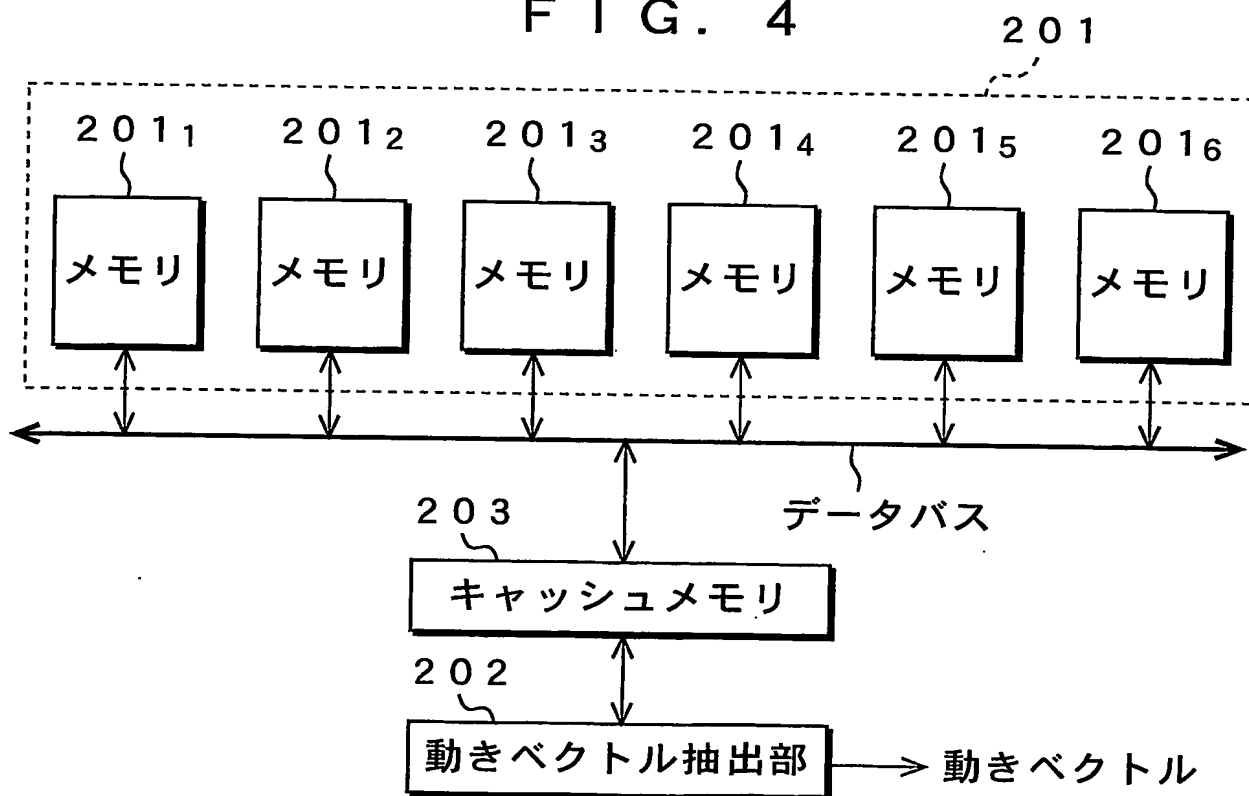 FIG. 4
201
201₁ 201₂ 201₃ 201₄ 201₅ 201₆
メモリ メモリ メモリ メモリ メモリ メモリ
データバス
203
キャッシュメモリ
202
動きベクトル抽出部 動きベクトル